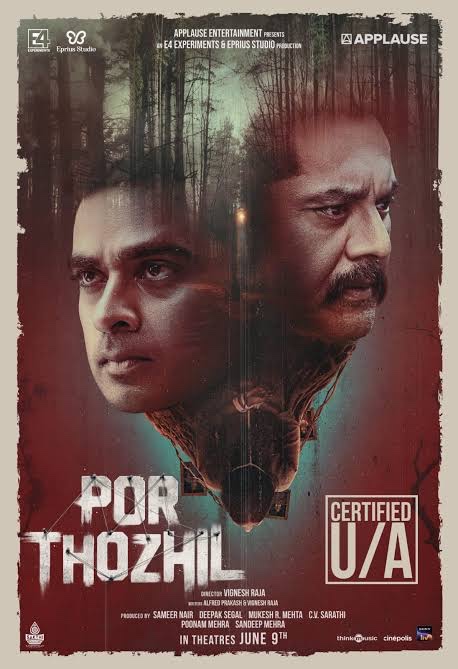 E4
EXPERIMENTS
Eprius Studio
APPLAUSE ENTERTAINMENT PRESENTS
AN E4 EXPERIMENTS & EPRIUS STUDIO PRODUCTION
APPLAUSE
POR
THOZHIL
CERTIFIED
U/A
DIRECTOR VIGNESH RAJA
WRITERS ALFRED PRAKASH & VIGNESH RAJA
PRODUCED BY SAMEER NAIR DEEPAK SEGAL MUKESH R. MEHTA C.V. SARATHI
POONAM MEHRA SANDEEP MEHRA
IN THEATRES JUNE 9TH
think music cinépolis SONY liv